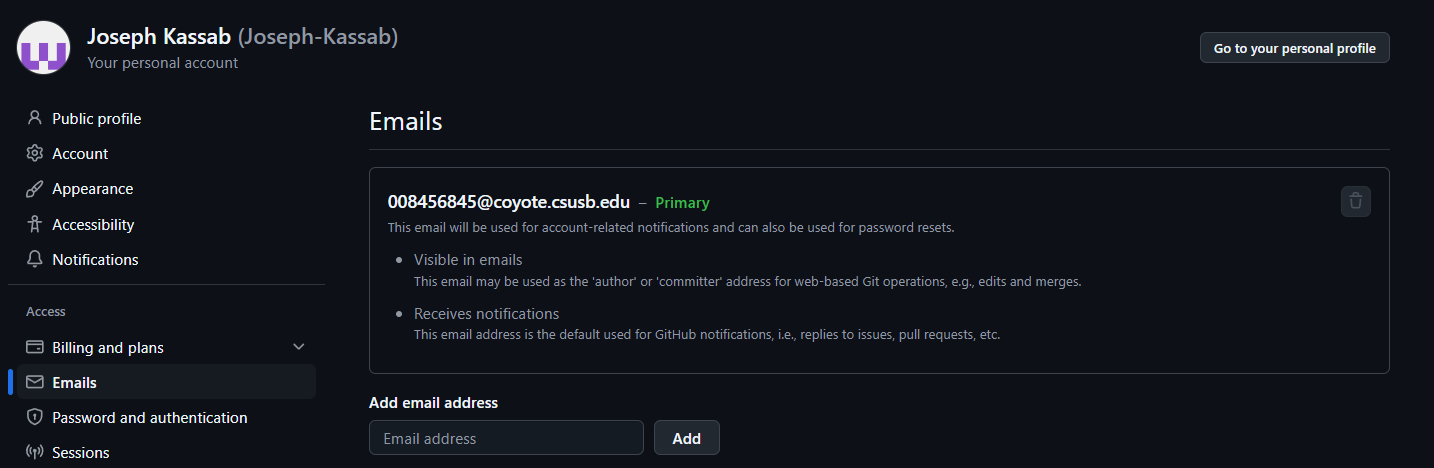 Joseph Kassab (Joseph-Kassab)
Your personal account
Go to your personal profile
Public profile
Account
Appearance
Accessibility
Notifications
Access
Billing and plans
Emails
Password and authentication
Sessions
Emails
008456845@coyote.csusb.edu – Primary
This email will be used for account-related notifications and can also be used for password resets.
Visible in emails
This email may be used as the 'author' or 'committer' address for web-based Git operations, e.g., edits and merges.
Receives notifications
This email address is the default used for GitHub notifications, i.e., replies to issues, pull requests, etc.
Add email address
Email address
Add